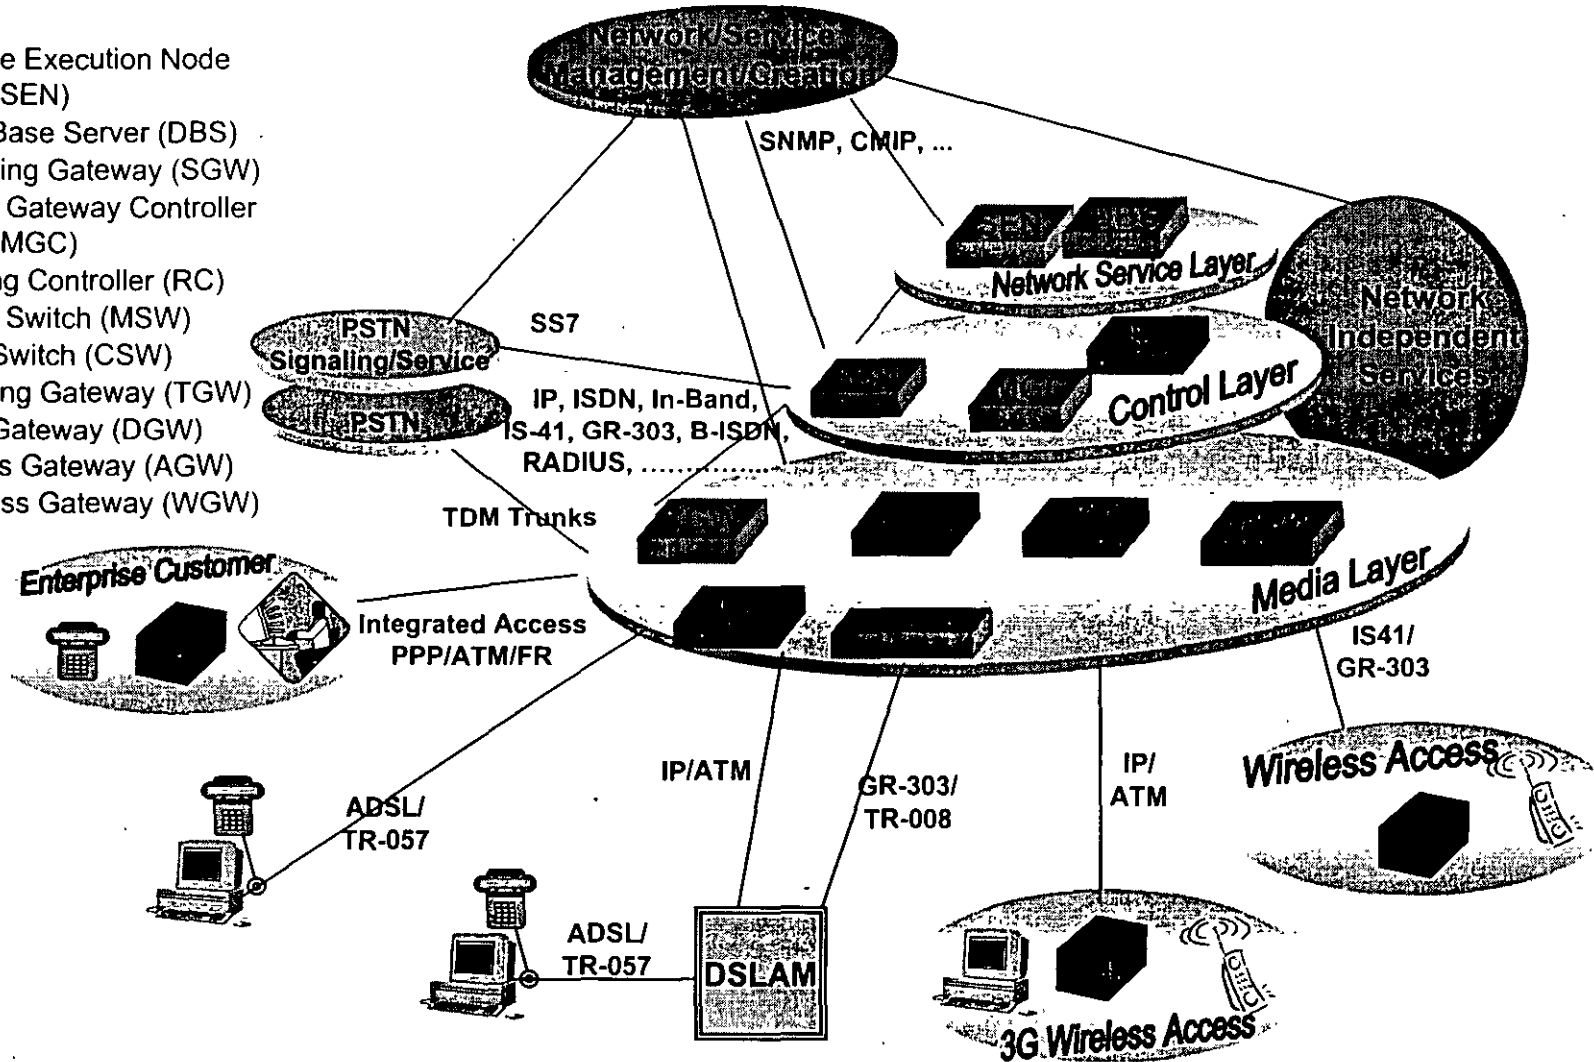 e Execution Node
SEN)
Base Server (DBS)
ing Gateway (SGW)
Gateway Controller
MGC)
ng Controller (RC)
Switch (MSW)
Switch (CSW)
ing Gateway (TGW)
Gateway (DGW)
s Gateway (AGW)
ss Gateway (WGW)
Network/Service
Management/Creation
SNMP, CMIP, ...
SEN
DBS
Network Service Layer
Network
Independent
Services
PSTN
Signaling/Service
SS7
PSTN
IP, ISDN, In-Band,
IS-41, GR-303, B-ISDN,
RADIUS, ................
MGC
Control Layer
TDM Trunks
Media Layer
Enterprise Customer
Integrated Access
PPP/ATM/FR
IS41/
GR-303
Wireless Access
ADSL/
TR-057
IP/ATM
GR-303/
TR-008
IP/
ATM
ADSL/
TR-057
DSLAM
3G Wireless Access